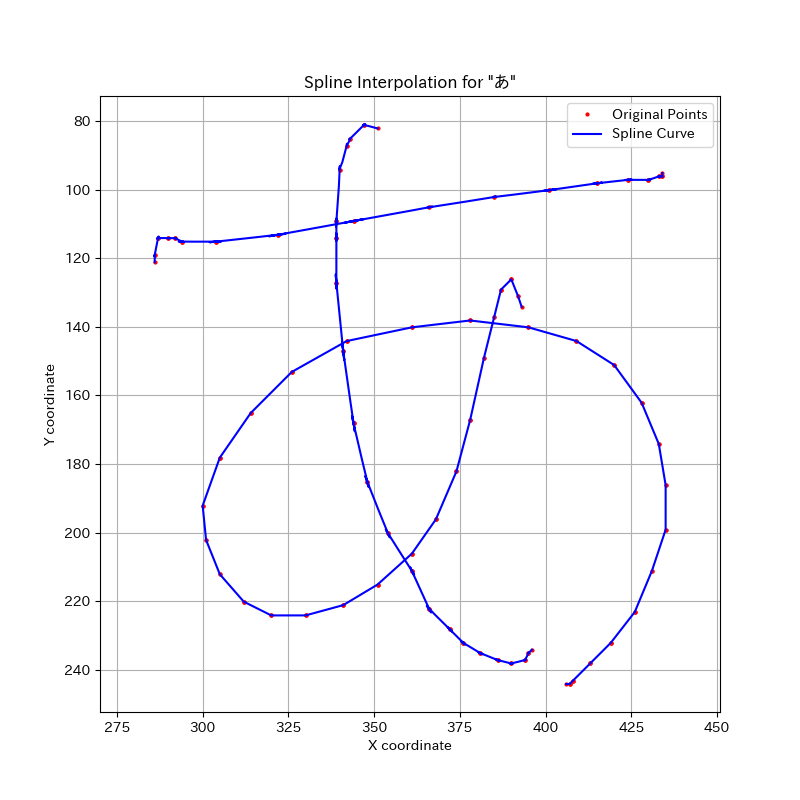 Spline Interpolation for "あ"
Original Points
Spline Curve
80
100
120
140
160
180
200
220
240
Y coordinate
275 300 325 350 375 400 425 450
X coordinate